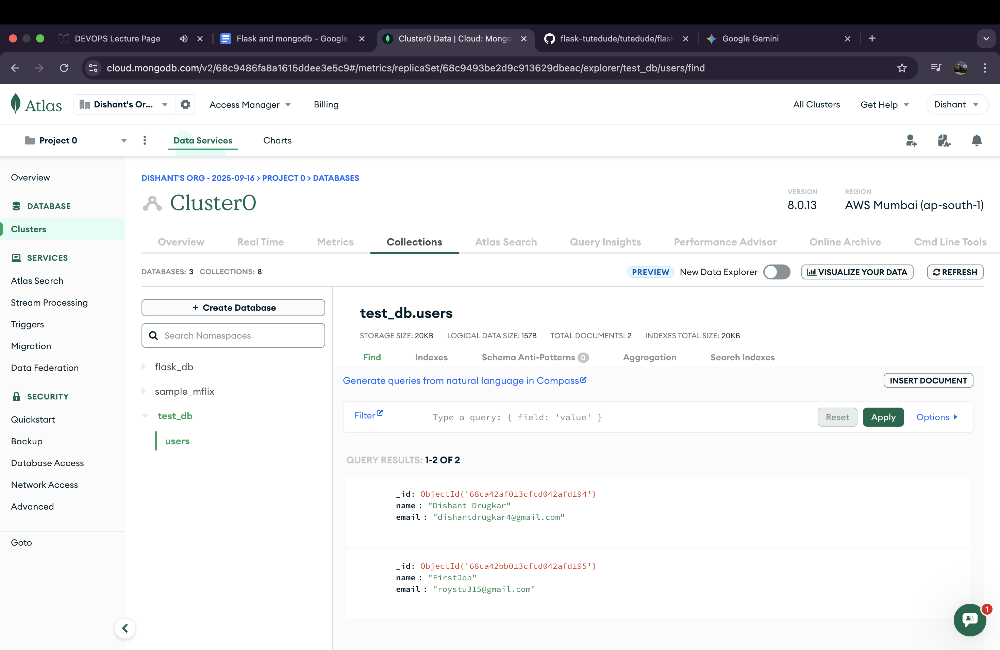 DEVOPS Lecture Page
Flask and mongodb - Google
Cluster0 Data | Cloud: Mongo
flask-tutedude/tutedude/flask
Google Gemini
cloud.mongodb.com/v2/68c9486fa8a1615ddee3e5c9#/metrics/replicaSet/68c9493be2d9c913629dbeac/explorer/test_db/users/find
Atlas
Dishant's Or...
Access Manager
Billing
All Clusters
Get Help
Dishant
Project 0
Data Services
Charts
Overview
DATABASE
Clusters
SERVICES
Atlas Search
Stream Processing
Triggers
Migration
Data Federation
SECURITY
Quickstart
Backup
Database Access
Network Access
Advanced
Goto
DISHANT'S ORG - 2025-09-16 > PROJECT 0 > DATABASES
Cluster0
VERSION
8.0.13
REGION
AWS Mumbai (ap-south-1)
Overview
Real Time
Metrics
Collections
Atlas Search
Query Insights
Performance Advisor
Online Archive
Cmd Line Tools
DATABASES: 3 COLLECTIONS: 8
PREVIEW New Data Explorer
VISUALIZE YOUR DATA
REFRESH
+ Create Database
Search Namespaces
flask_db
sample_mflix
test_db
users
test_db.users
STORAGE SIZE: 20KB LOGICAL DATA SIZE: 157B TOTAL DOCUMENTS: 2 INDEXES TOTAL SIZE: 20KB
Find
Indexes
Schema Anti-Patterns 0
Aggregation
Search Indexes
Generate queries from natural language in Compass
INSERT DOCUMENT
Filter
Type a query: { field: 'value' }
Reset
Apply
Options
QUERY RESULTS: 1-2 OF 2
_id: ObjectId('68ca42af013cfcd042afd194')
name : "Dishant Drugkar"
email : "dishantdrugkar4@gmail.com"
_id: ObjectId('68ca42bb013cfcd042afd195')
name : "FirstJob"
email : "roystu315@gmail.com"
1